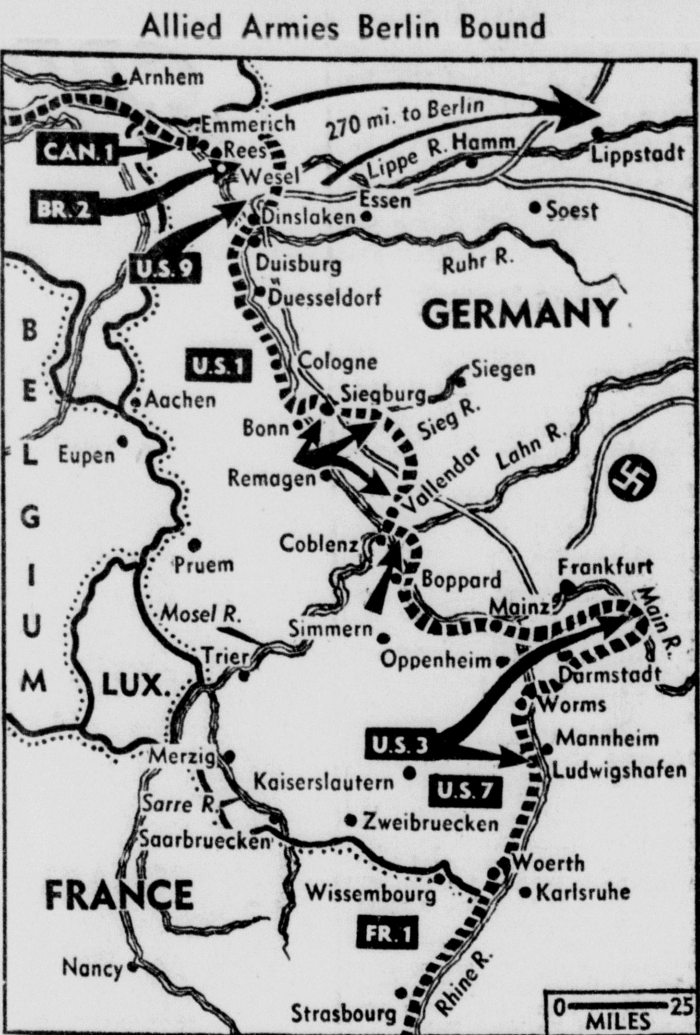 Allied Armies Berlin Bound
Arnhem
Emmerich
270 mi. to Berlin
CAN.1
Rees
Lippe R.
Hamm
Lippstadt
Wesel
BR.2
Essen
Dinslaken
Soest
U.S.9
Duisburg
Ruhr R.
Duesseldorf
GERMANY
BELGIUM
U.S.1
Cologne
Siegen
Aachen
Siegburg
Sieg R.
Bonn
Eupen
Lahn R.
Remagen
Vallendar
Coblenz
Pruem
Boppard
Frankfurt
Mosel R.
Mainz
Main R.
Simmern
Trier
Oppenheim
Darmstadt
LUX.
Worms
U.S.3
Mannheim
Merzig
Ludwigshafen
Kaiserslautern
U.S.7
Sarre R.
Zweibruecken
Saarbruecken
Woerth
FRANCE
Wissembourg
Karlsruhe
FR.1
Nancy
Rhine R.
Strasbourg
0 25
MILES